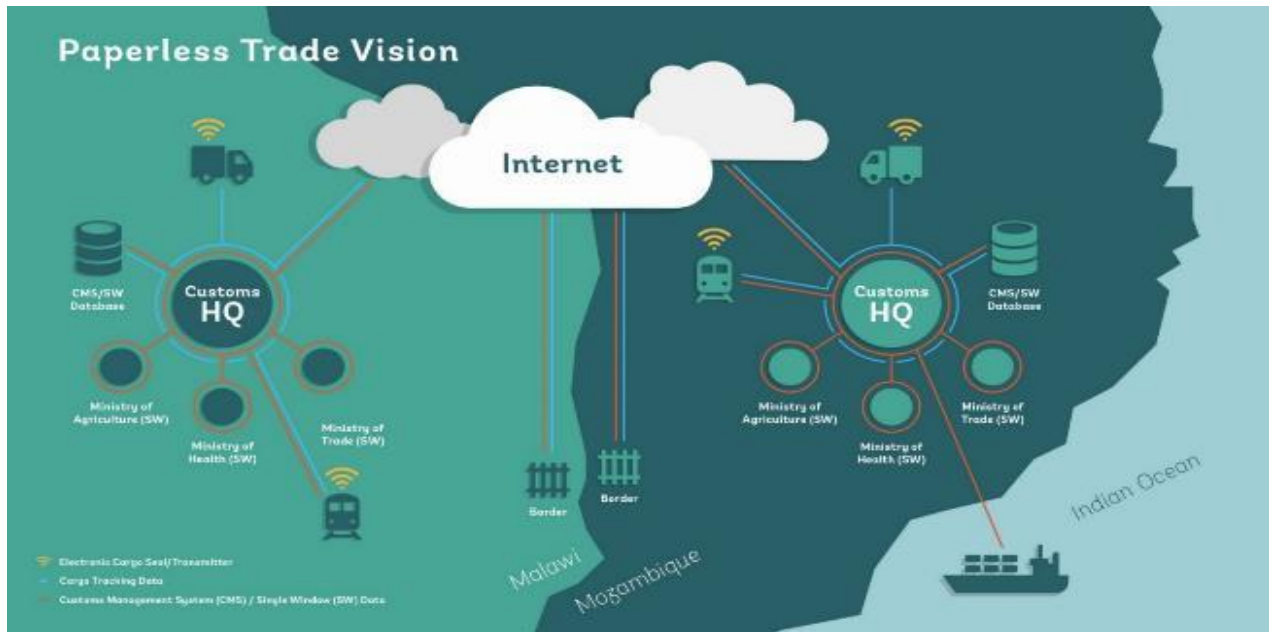 Paperless Trade Vision
Internet
CMS/SW
Database
Customs
HQ
Ministry of
Agriculture (SW)
Ministry of
Health (SW)
Ministry of
Trade (SW)
Customs
HQ
CMS/SW
Database
Ministry of
Agriculture (SW)
Ministry of
Health (SW)
Ministry of
Trade (SW)
Border
Border
Malawi
Mozambique
Indian Ocean
Electronic Cargo Seal/Transmitter
Cargo Tracking Data
Customs Management System (CMS) / Single Window (SW) Data